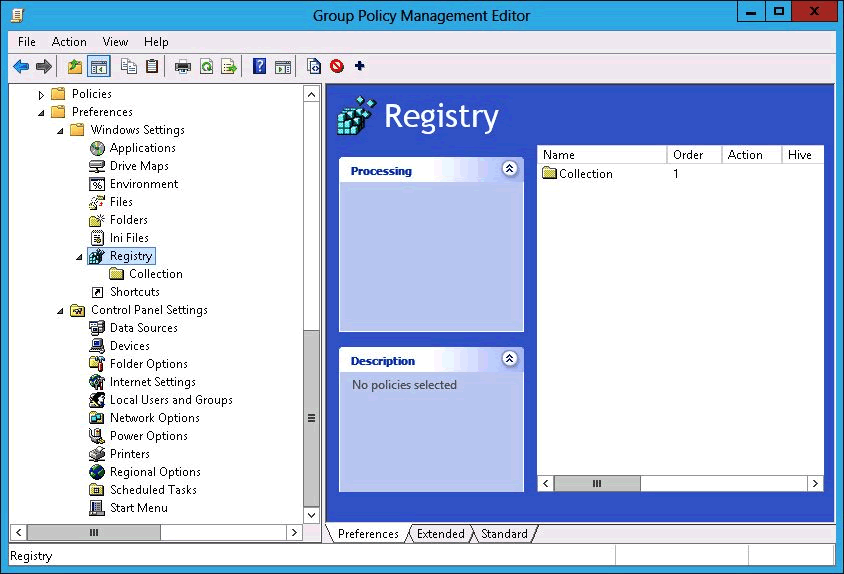 Group Policy Management Editor
File Action View Help
Policies
Preferences
Windows Settings
Applications
Drive Maps
Environment
Files
Folders
Ini Files
Registry
Collection
Shortcuts
Control Panel Settings
Data Sources
Devices
Folder Options
Internet Settings
Local Users and Groups
Network Options
Power Options
Printers
Regional Options
Scheduled Tasks
Start Menu
Registry
Processing
Description
No policies selected
Name Order Action Hive
Collection 1
Preferences Extended Standard
Registry